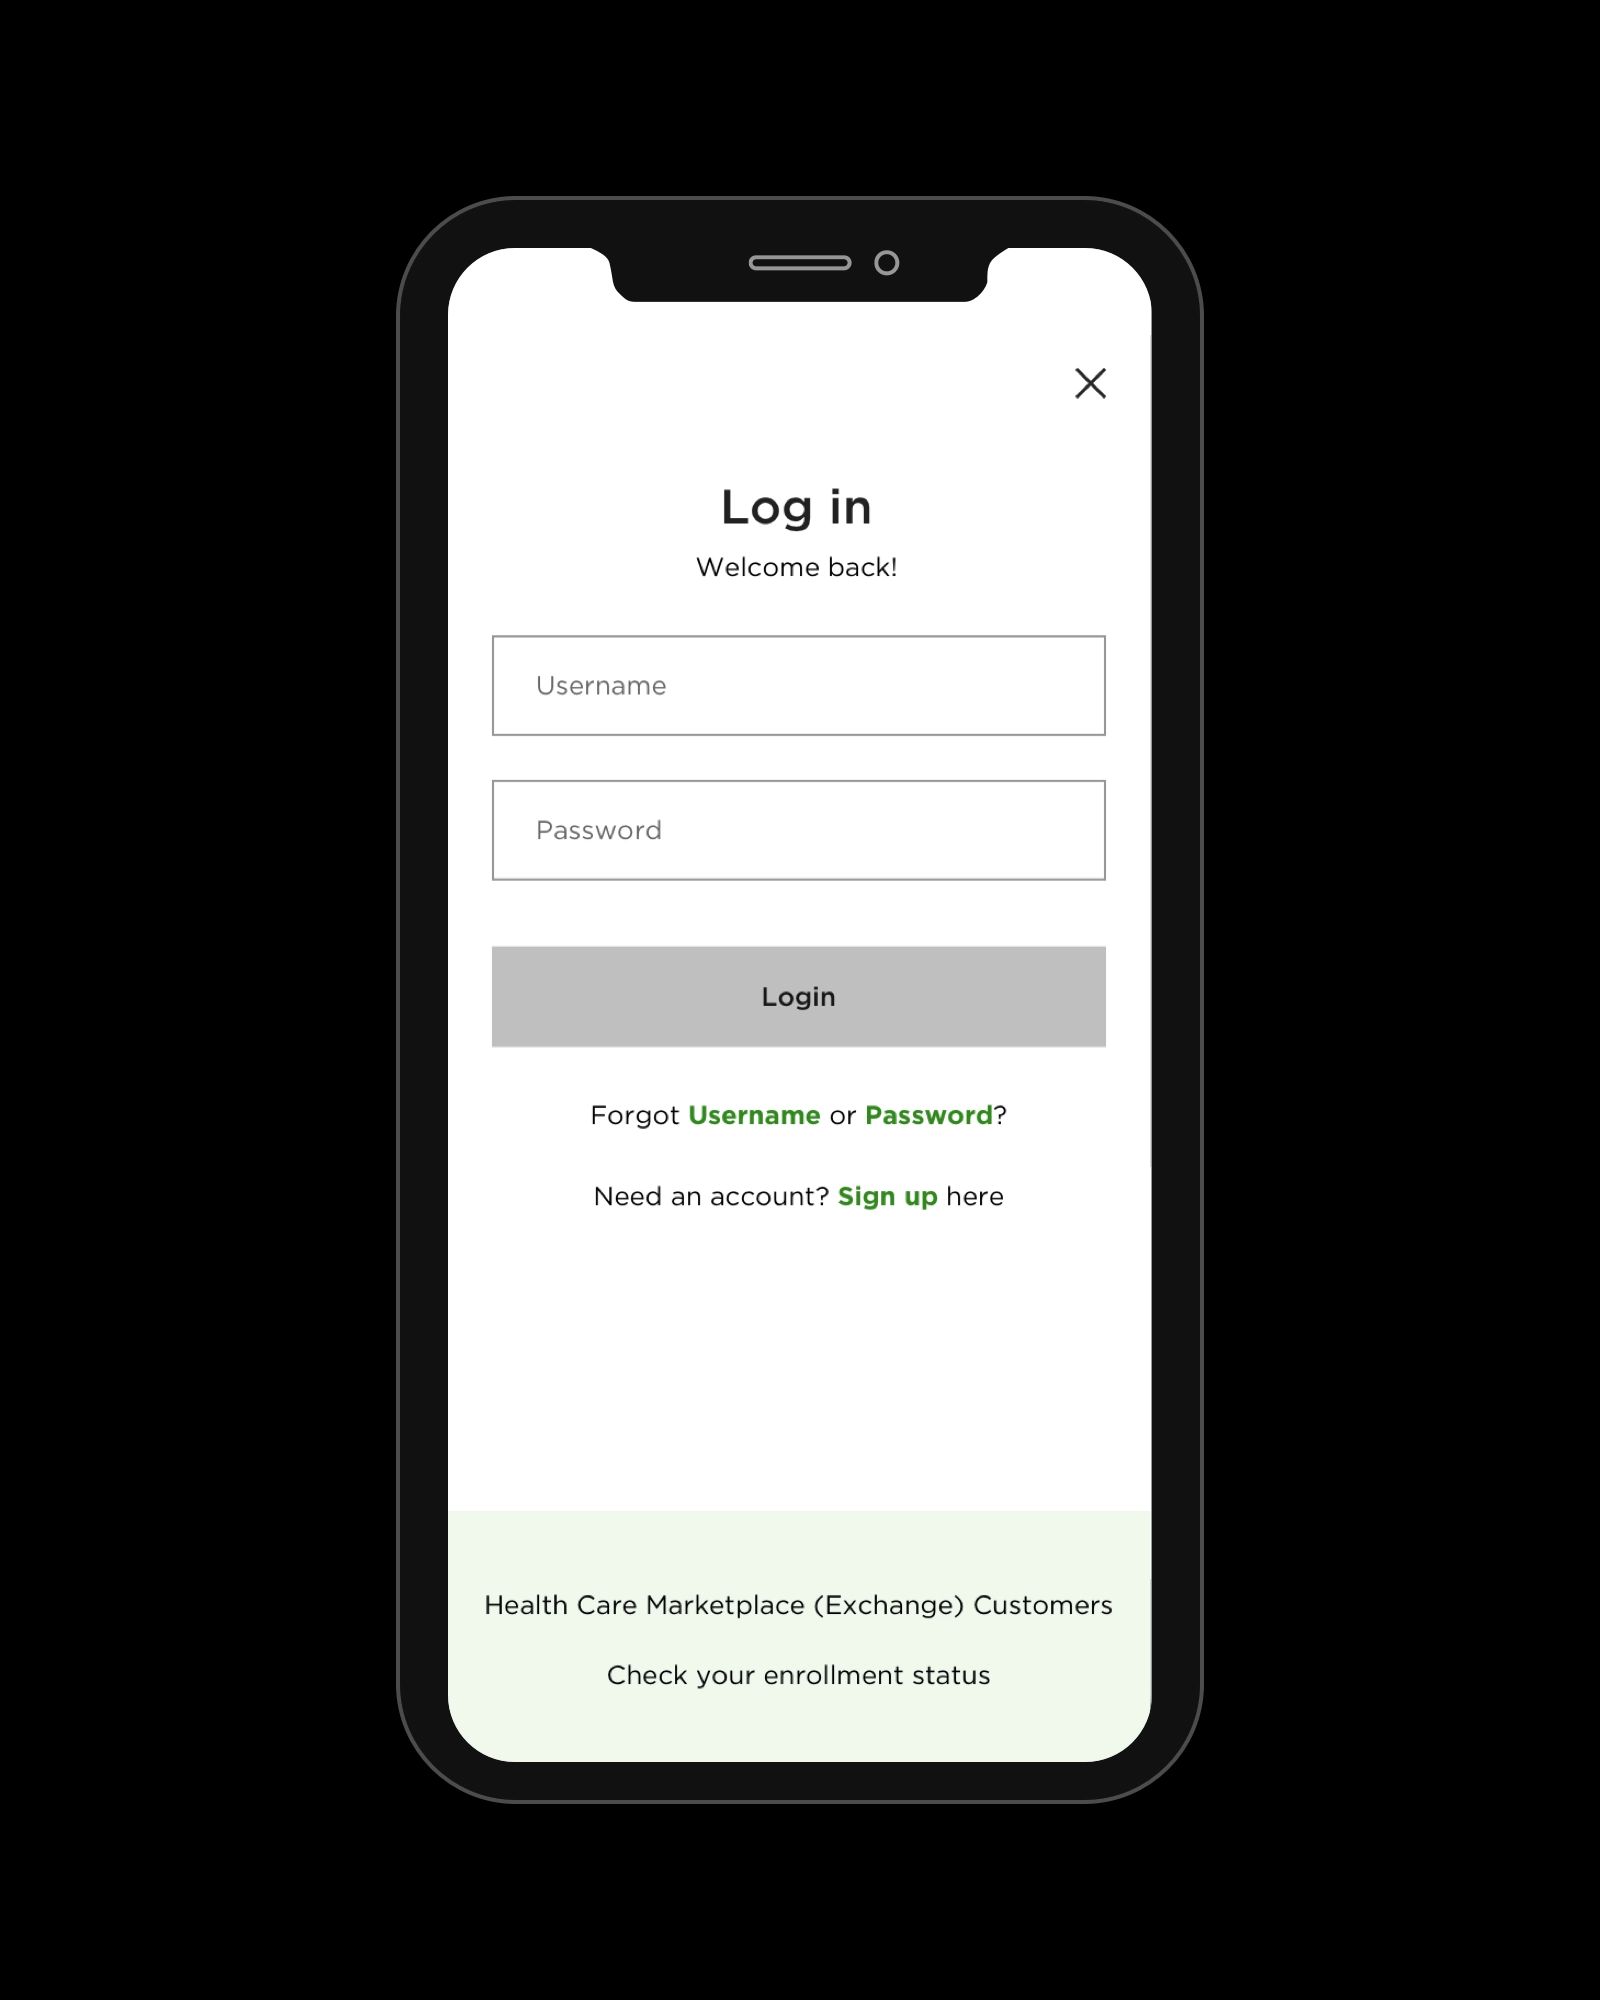 Log in
Welcome back!
Username
Password
Login
Forgot Username or Password?
Need an account? Sign up here
Health Care Marketplace (Exchange) Customers
Check your enrollment status